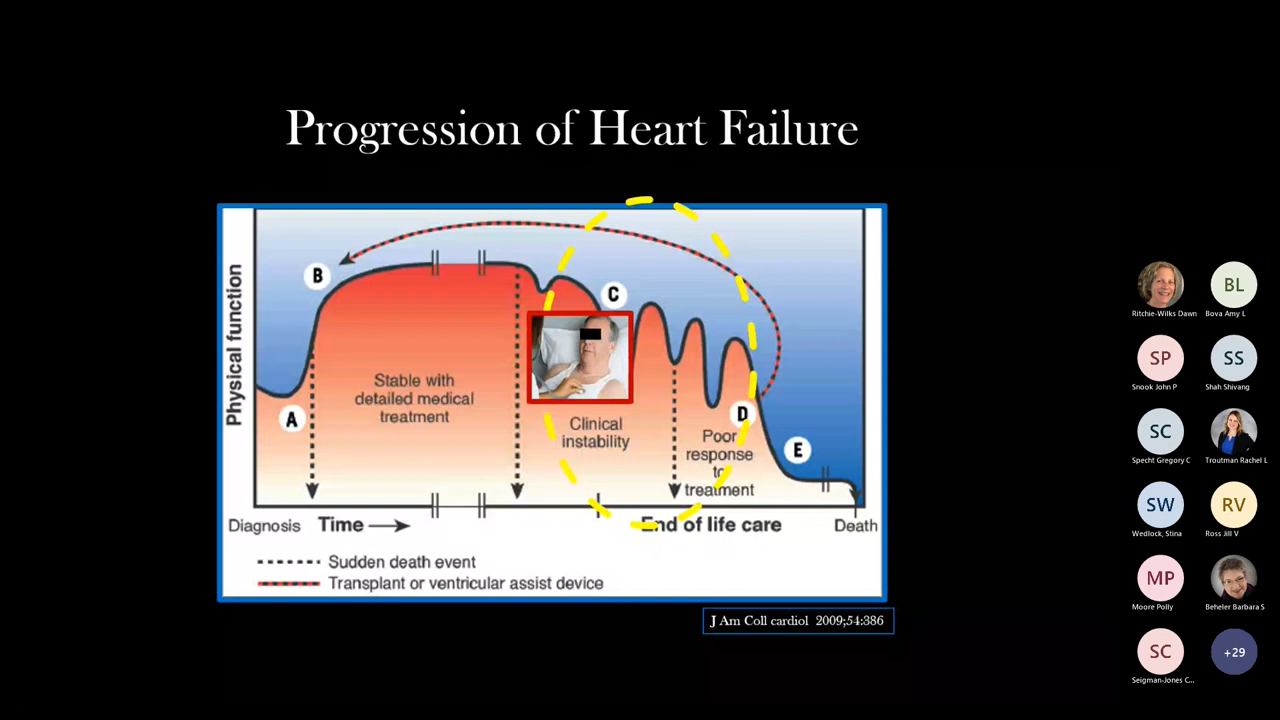 Progression of Heart Failure
Physical function
A
B
C
D
E
Stable with
detailed medical
treatment
Clinical
instability
Poor
response
to
treatment
Diagnosis
Time
End of life care
Death
Sudden death event
Transplant or ventricular assist device
J Am Coll cardiol 2009;54:386
Ritchie-Wilks Dawn
BL
Bova Amy L
SP
Snook John P
SS
Shah Shivang
SC
Specht Gregory C
Troutman Rachel L
SW
Wedlock, Stina
RV
Ross Jill V
MP
Moore Polly
Beheler Barbara S
SC
Seigman-Jones C...
+29